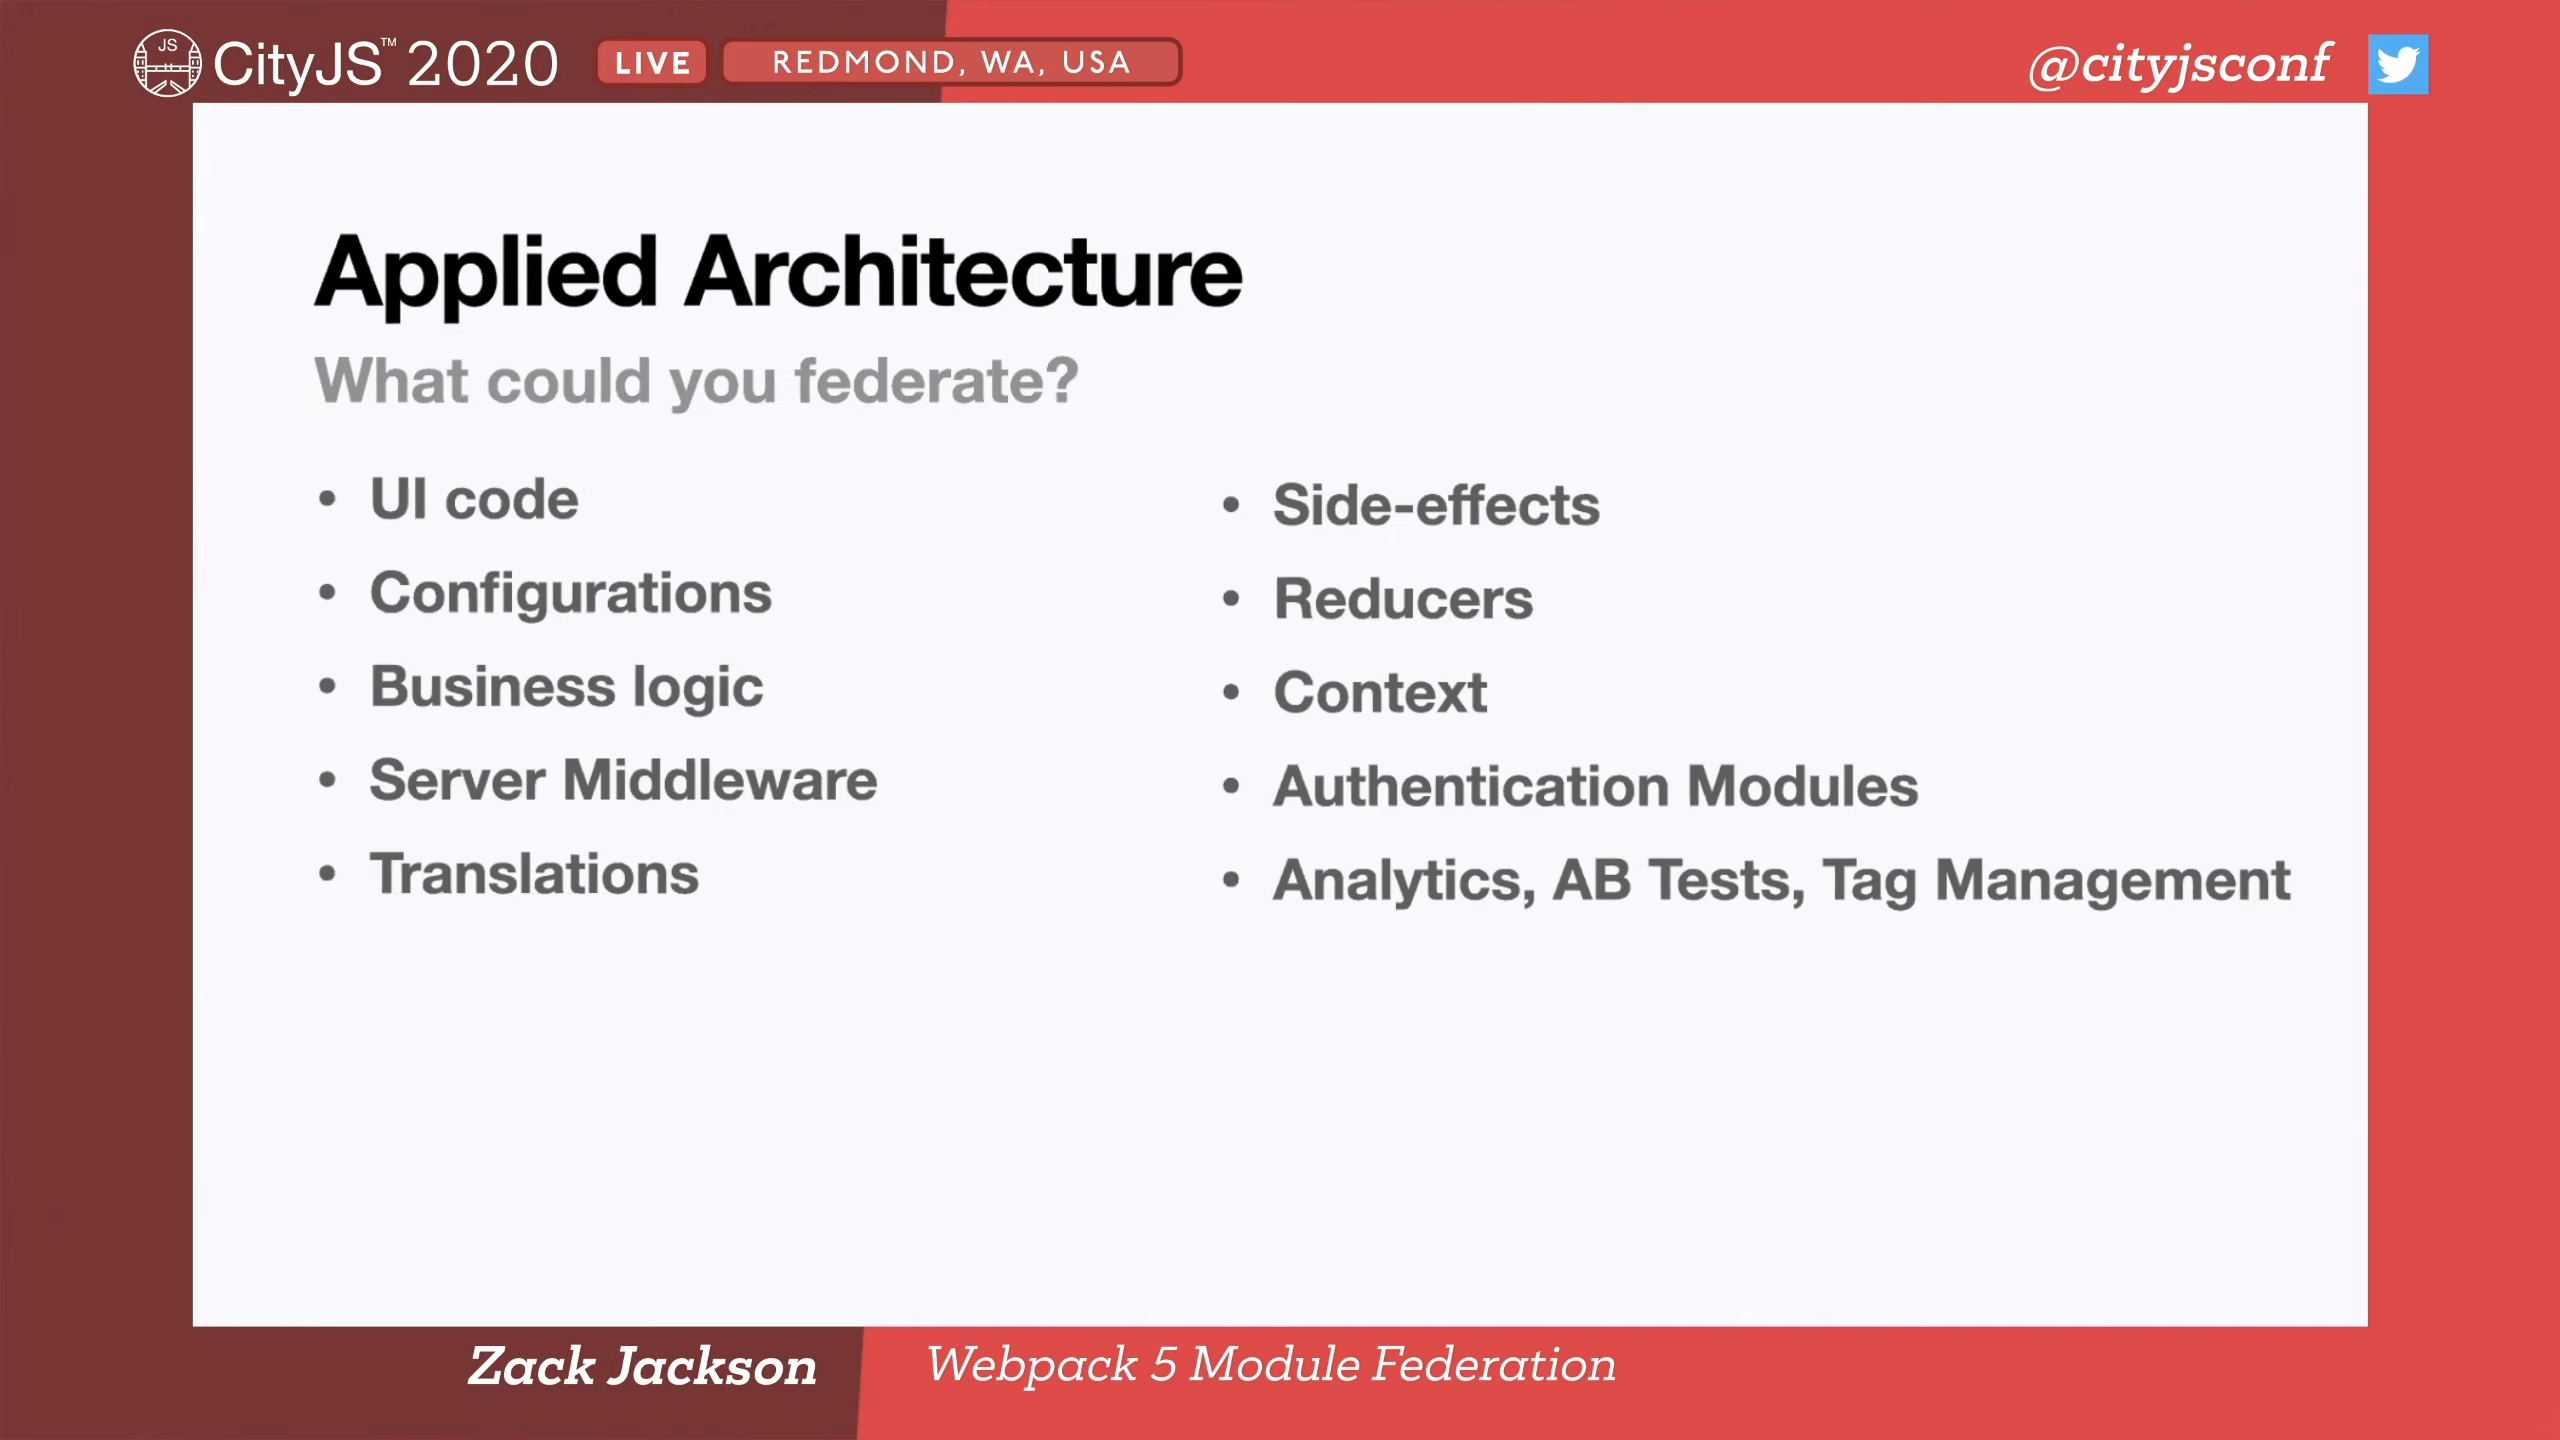 JS
CityJS™ 2020
LIVE
REDMOND, WA, USA
@cityjsconf
Applied Architecture
What could you federate?
• UI code
• Configurations
• Business logic
• Server Middleware
• Translations
• Side-effects
• Reducers
• Context
• Authentication Modules
• Analytics, AB Tests, Tag Management
Zack Jackson
Webpack 5 Module Federation